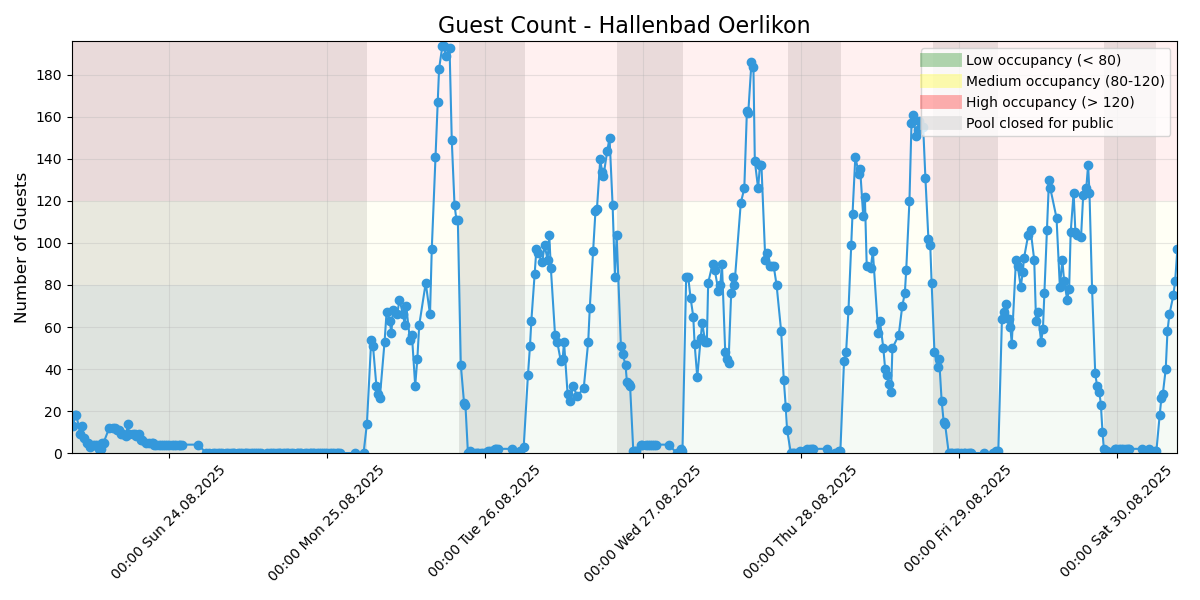 Guest Count - Hallenbad Oerlikon
Number of Guests
180
160
140
120
100
80
60
40
20
0
Low occupancy (< 80)
Medium occupancy (80-120)
High occupancy (> 120)
Pool closed for public
00:00 Sun 24.08.2025
00:00 Mon 25.08.2025
00:00 Tue 26.08.2025
00:00 Wed 27.08.2025
00:00 Thu 28.08.2025
00:00 Fri 29.08.2025
00:00 Sat 30.08.2025